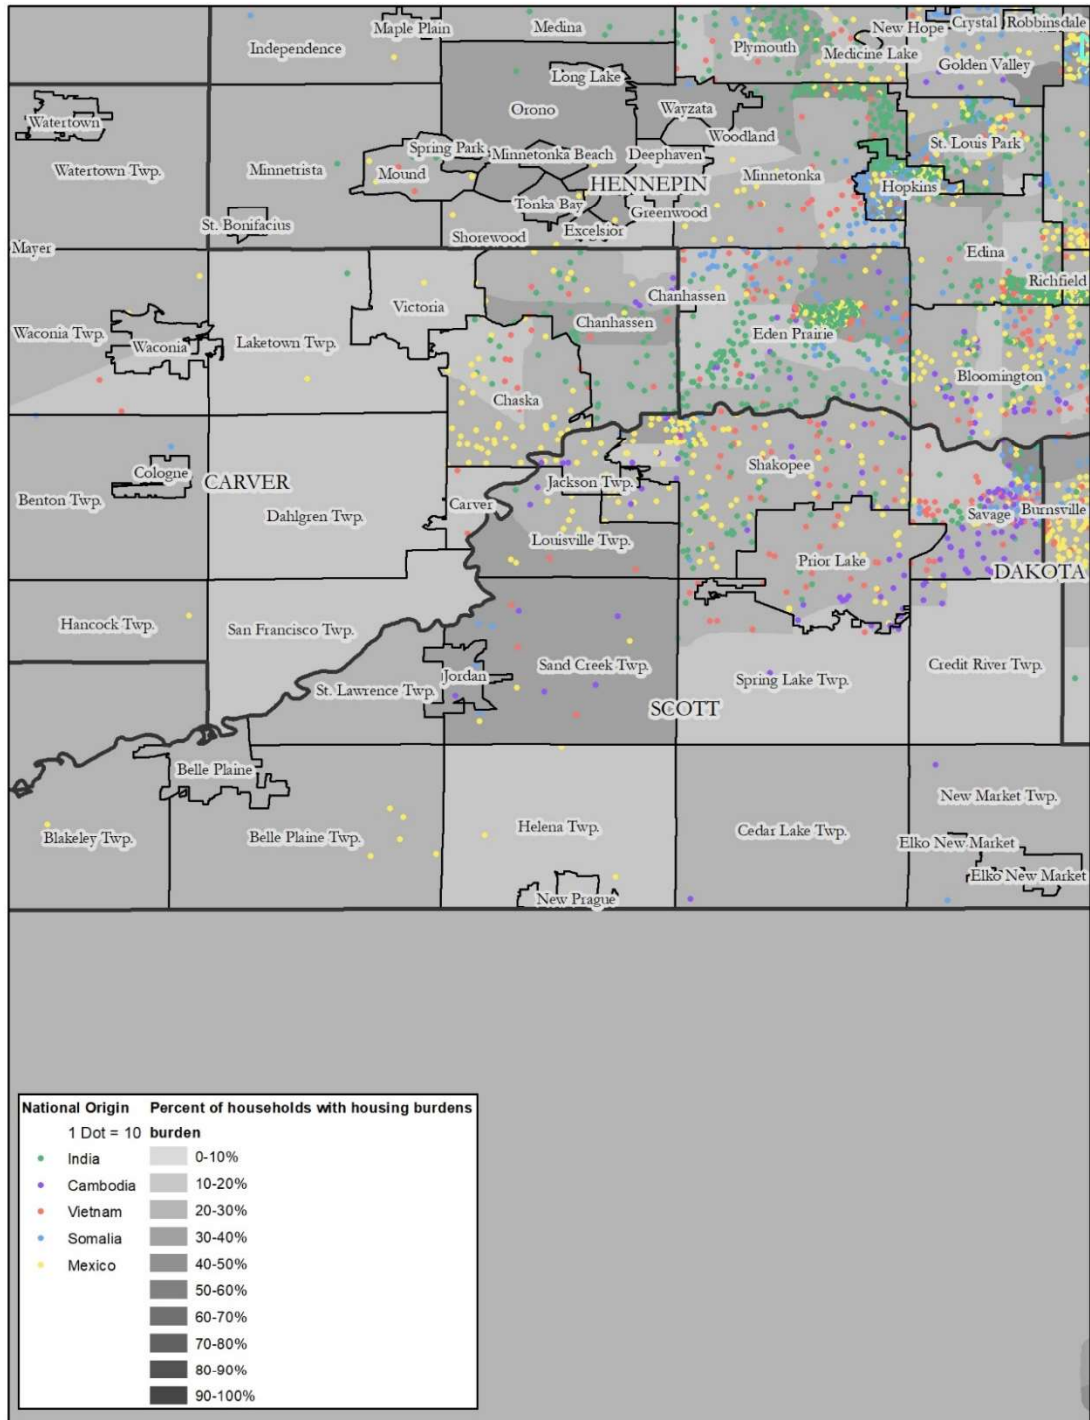 Maple Plain
Medina
New Hope
Crystal
Robbinsdale
Independence
Plymouth
Medicine Lake
Golden Valley
Long Lake
Orono
Wayzata
Watertown
Woodland
St. Louis Park
Spring Park
Minnetonka Beach
Deephaven
Watertown Twp.
Minnetrista
Mound
Minnetonka
HENNEPIN
Hopkins
Tonka Bay
Greenwood
St. Bonifacius
Excelsior
Shorewood
Mayer
Edina
Richfield
Chanhassen
Victoria
Chanhassen
Waconia Twp.
Waconia
Laketown Twp.
Eden Prairie
Bloomington
Chaska
Shakopee
Cologne
CARVER
Jackson Twp.
Benton Twp.
Carver
Dahlgren Twp.
Savage
Burnsville
Louisville Twp.
Prior Lake
DAKOTA
Hancock Twp.
San Francisco Twp.
Sand Creek Twp.
Credit River Twp.
Jordan
Spring Lake Twp.
St. Lawrence Twp.
SCOTT
Belle Plaine
New Market Twp.
Helena Twp.
Cedar Lake Twp.
Blakeley Twp.
Belle Plaine Twp.
Elko New Market
Elko New Market
New Prague
National Origin Percent of households with housing burdens
1 Dot = 10 burden
India 0-10%
Cambodia 10-20%
Vietnam 20-30%
Somalia 30-40%
Mexico 40-50%
50-60%
60-70%
70-80%
80-90%
90-100%